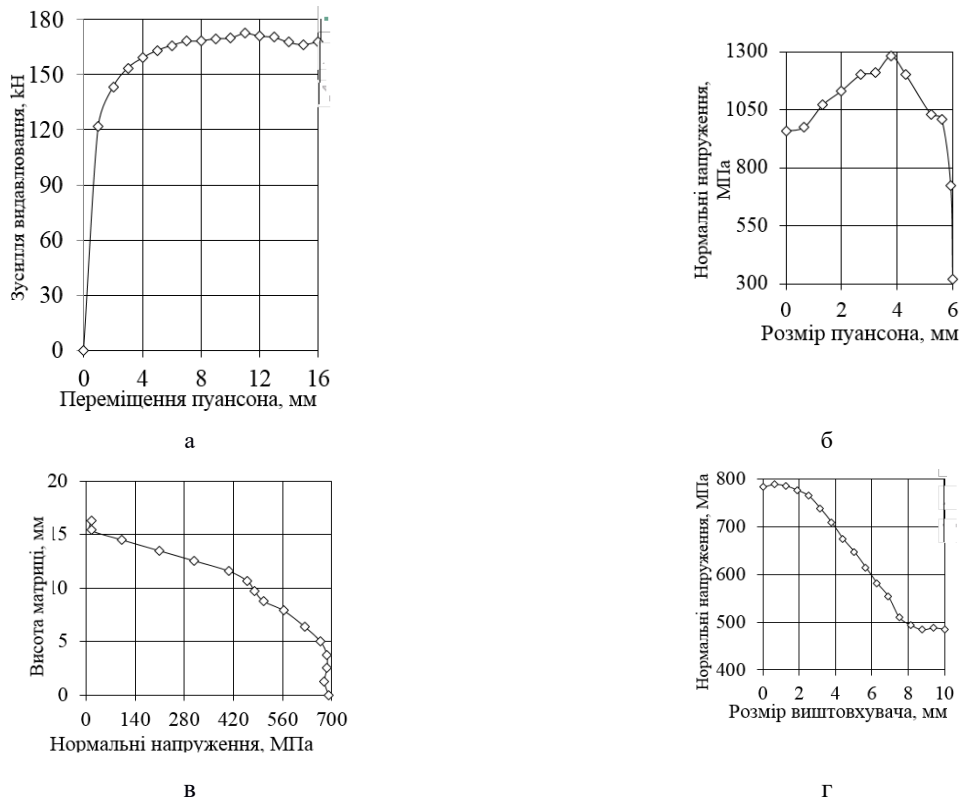 180
150
120
90
60
30
0
Зусилля видавлювання, kH
0 4 8 12 16
Переміщення пуансона, мм
а
1300
1050
800
550
300
Нормальні напруження,
МПа
0 2 4 6
Розмір пуансона, мм
б
20
15
10
5
0
Висота матриці, мм
0 140 280 420 560 700
Нормальні напруження, МПа
в
800
700
600
500
400
Нормальні напруження, МПа
0 2 4 6 8 10
Розмір виштовхувача, мм
г